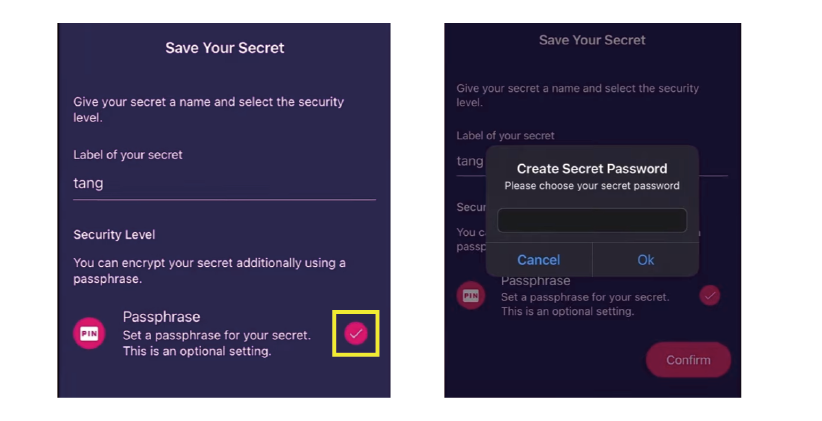 Save Your Secret
Give your secret a name and select the security
level.
Label of your secret
tang
Security Level
You can encrypt your secret additionally using a
passphrase.
Passphrase
PIN
Set a passphrase for your secret.
This is an optional setting.
Save Your Secret
Give your secret a name and select the security
level.
Label of your secret
tang
Create Secret Password
Please choose your secret password
Secur
You c
passp
Cancel
Ok
Passphrase
PIN
Set a passphrase for your secret.
This is an optional setting.
Confirm